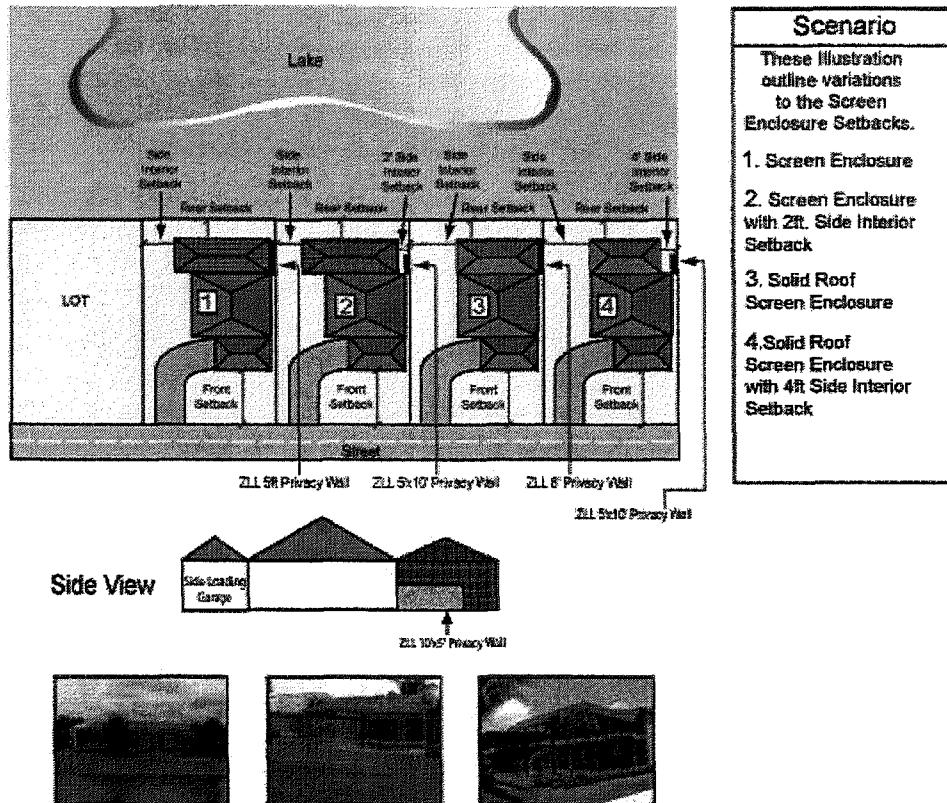 Lake
Side
Interior
Setback
Side
Interior
Setback
2' Side
Interior
Setback
Side
Interior
Setback
Side
Interior
Setback
4' Side
Interior
Setback
Rear Setback
Rear Setback
Rear Setback
Rear Setback
LOT
1
2
3
4
Front
Setback
Front
Setback
Front
Setback
Front
Setback
Street
ZLL 5ft Privacy Wall
ZLL 5x10' Privacy Wall
ZLL 8' Privacy Wall
ZLL 5x10' Privacy Wall
Side View
Side Loading
Garage
ZLL 10x5' Privacy Wall
Scenario
These Illustration
outline variations
to the Screen
Enclosure Setbacks.
1. Screen Enclosure
2. Screen Enclosure
with 2ft. Side Interior
Setback
3. Solid Roof
Screen Enclosure
4.Solid Roof
Screen Enclosure
with 4ft Side Interior
Setback